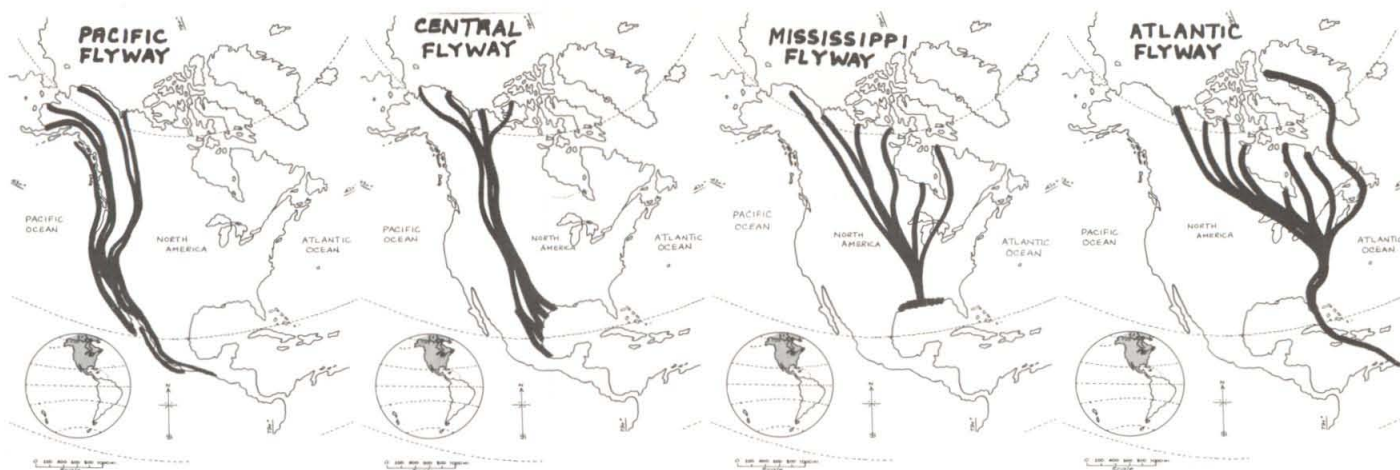 PACIFIC
FLYWAY
PACIFIC
OCEAN
NORTH
AMERICA
ATLANTIC
OCEAN
CENTRAL
FLYWAY
PACIFIC
OCEAN
NORTH
AMERICA
ATLANTIC
OCEAN
MISSISSIPPI
FLYWAY
PACIFIC
OCEAN
NORTH
AMERICA
ATLANTIC
OCEAN
ATLANTIC
FLYWAY
PACIFIC
OCEAN
NORTH
AMERICA
ATLANTIC
OCEAN